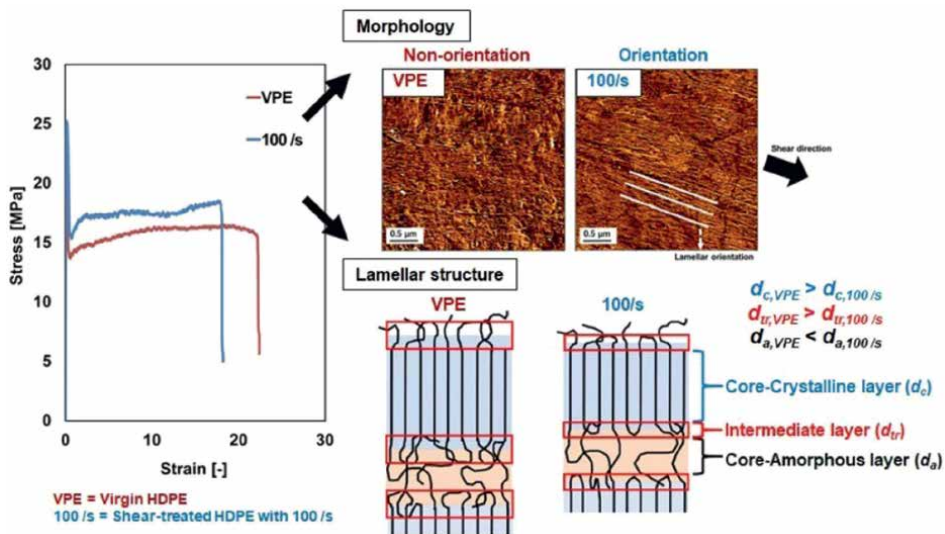 Morphology
Non-orientation
Orientation
VPE
100/s
0.5 μm
0.5 μm
Shear direction
Lamellar orientation
30
25
20
15
10
5
0
Stress [MPa]
VPE
100 /s
0
10
20
30
Strain [-]
VPE = Virgin HDPE
100 /s = Shear-treated HDPE with 100 /s
Lamellar structure
VPE
100/s
dc,VPE > dc,100 /s
dtr,VPE > dtr,100 /s
da,VPE < da,100 /s
Core-Crystalline layer (dc)
Intermediate layer (dtr)
Core-Amorphous layer (da)